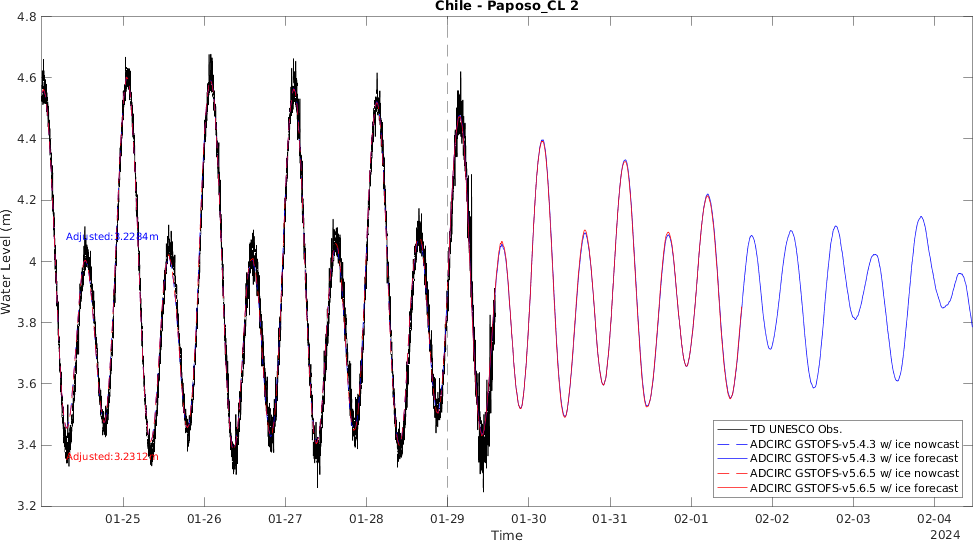 Chile - Paposo_CL 2
Water Level (m)
4.8
4.6
4.4
4.2
4
3.8
3.6
3.4
3.2
Adjusted:3.2284m
Adjusted:3.2312m
TD UNESCO Obs.
ADCIRC GSTOFS-v5.4.3 w/ ice nowcast
ADCIRC GSTOFS-v5.4.3 w/ ice forecast
ADCIRC GSTOFS-v5.6.5 w/ ice nowcast
ADCIRC GSTOFS-v5.6.5 w/ ice forecast
01-25 01-26 01-27 01-28 01-29 01-30 01-31 02-01 02-02 02-03 02-04
Time 2024